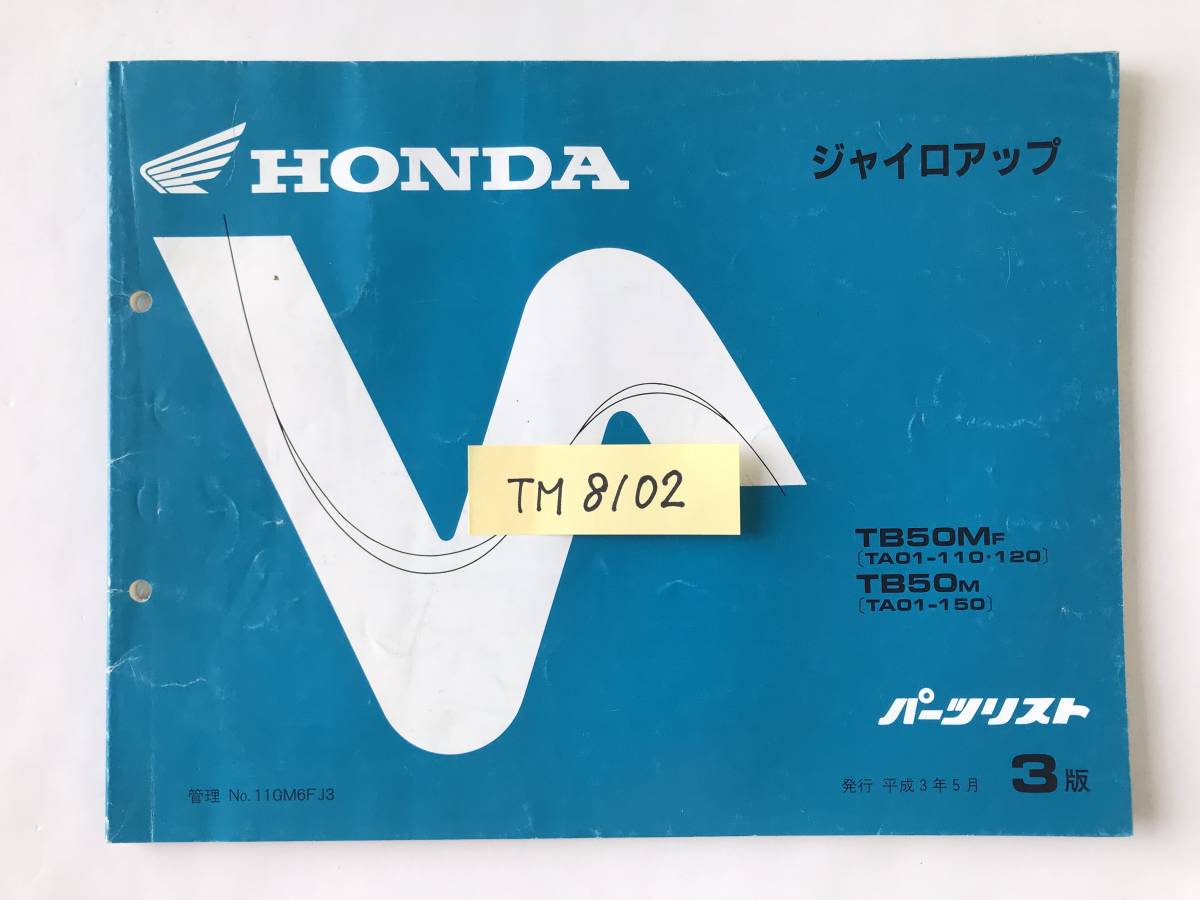 HONDA
ジャイロアップ
TM 8102
TB50MF
〔TA01-110・120〕
TB50M
〔TA01-150〕
パーツリスト
管理 No.11GM6FJ3
発行 平成3年5月 3版